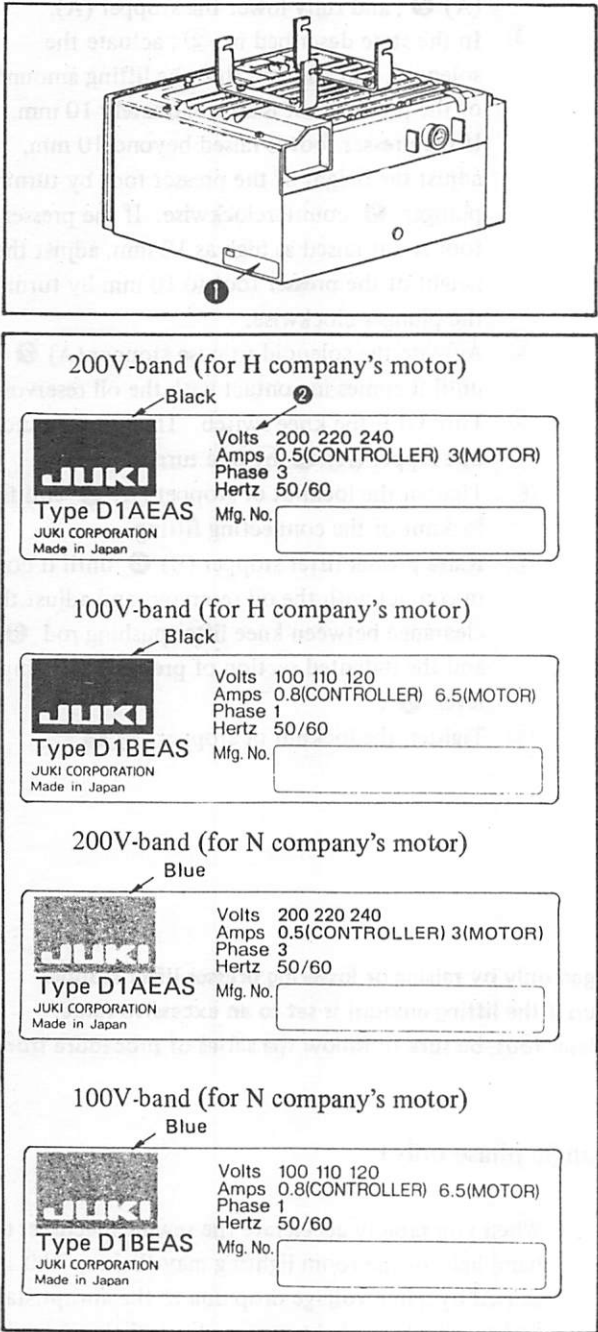 ❶
200V-band (for H company's motor)
Black ❷
JUKI
Volts 200 220 240
Amps 0.5(CONTROLLER) 3(MOTOR)
Phase 3
Hertz 50/60
Type D1AEAS
Mfg. No.
JUKI CORPORATION
Made in Japan
100V-band (for H company's motor)
Black
JUKI
Volts 100 110 120
Amps 0.8(CONTROLLER) 6.5(MOTOR)
Phase 1
Hertz 50/60
Type D1BEAS
Mfg. No.
JUKI CORPORATION
Made in Japan
200V-band (for N company's motor)
Blue
JUKI
Volts 200 220 240
Amps 0.5(CONTROLLER) 3(MOTOR)
Phase 3
Hertz 50/60
Type D1AEAS
Mfg. No.
JUKI CORPORATION
Made in Japan
100V-band (for N company's motor)
Blue
JUKI
Volts 100 110 120
Amps 0.8(CONTROLLER) 6.5(MOTOR)
Phase 1
Hertz 50/60
Type D1BEAS
Mfg. No.
JUKI CORPORATION
Made in Japan